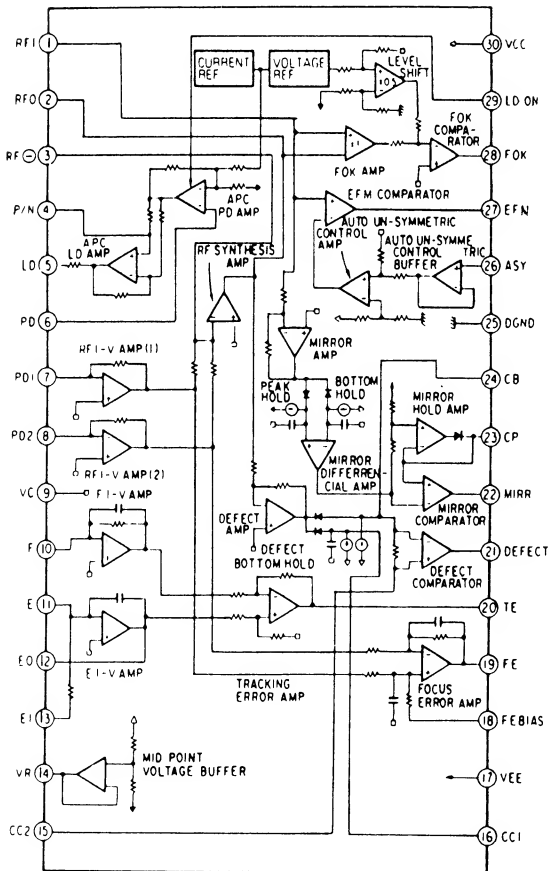 RFI 1
RFO 2
RF⊖ 3
P/N 4
LD 5
PD 6
PD1 7
PD2 8
VC 9
F 10
E 11
EO 12
EI 13
VR 14
CC2 15
CURRENT
REF
VOLTAGE
REF
LEVEL
SHIFT
FOK AMP
FOK COMPA-
RATOR
EFM COMPARATOR
APC
PD AMP
APC
LD AMP
RF SYNTHESIS
AMP
AUTO UN-SYMMETRIC
CONTROL
AMP
AUTO UN-SYMME
TRIC
CONTROL
BUFFER
RFI-V AMP(1)
RFI-V AMP(2)
FI-V AMP
EI-V AMP
MIRROR
AMP
PEAK
HOLD
BOTTOM
HOLD
MIRROR
DIFFERREN-
CIAL AMP
MIRROR
HOLD AMP
MIRROR
COMPARATOR
DEFECT
AMP
DEFECT
BOTTOM HOLD
DEFECT
COMPARATOR
TRACKING
ERROR AMP
FOCUS
ERROR AMP
MID POINT
VOLTAGE BUFFER
30 VCC
29 LD ON
28 FOK
27 EFM
26 ASY
25 DGND
24 CB
23 CP
22 MIRR
21 DEFECT
20 TE
19 FE
18 FEBIAS
17 VEE
16 CC1